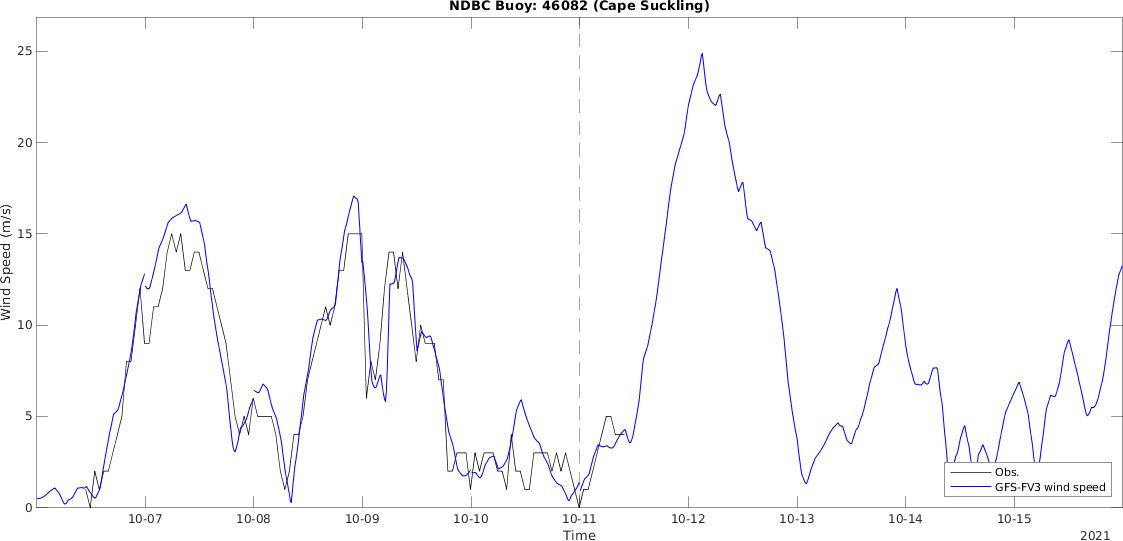 NDBC Buoy: 46082 (Cape Suckling)
25
20
15
10
5
0
Wind Speed (m/s)
10-07 10-08 10-09 10-10 10-11 10-12 10-13 10-14 10-15
Time
2021
Obs.
GFS-FV3 wind speed